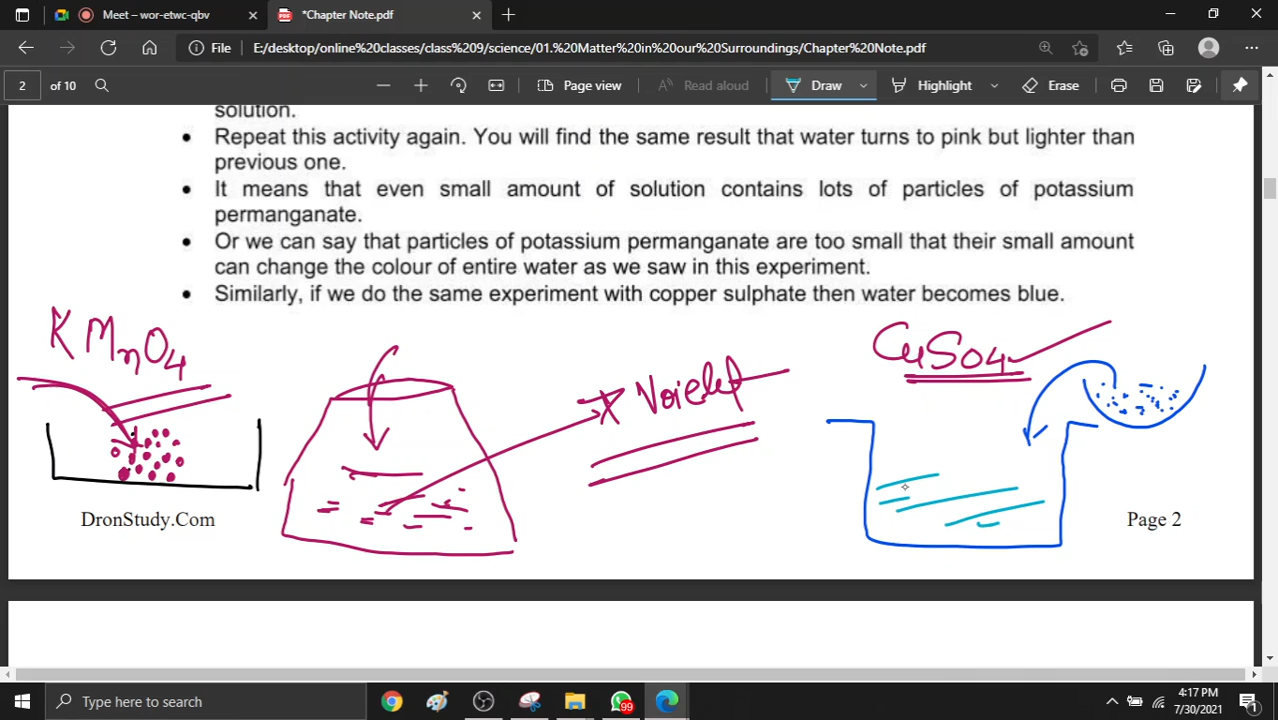 Meet – wor-etwc-qbv
*Chapter Note.pdf
File E:/desktop/online%20classes/class%209/science/01.%20Matter%20in%20our%20Surroundings/Chapter%20Note.pdf
2 of 10 Page view Read aloud Draw Highlight Erase
solution.
• Repeat this activity again. You will find the same result that water turns to pink but lighter than
previous one.
• It means that even small amount of solution contains lots of particles of potassium
permanganate.
• Or we can say that particles of potassium permanganate are too small that their small amount
can change the colour of entire water as we saw in this experiment.
• Similarly, if we do the same experiment with copper sulphate then water becomes blue.
KMnO4
CuSO4
Voielet
DronStudy.Com
Page 2
Type here to search
99
4:17 PM
7/30/2021
1